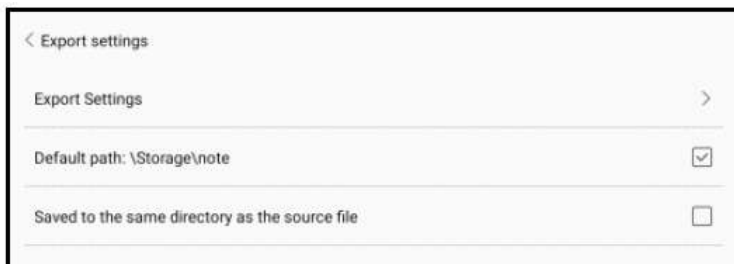 Export settings
Export Settings
Default path: \Storage\note
Saved to the same directory as the source file